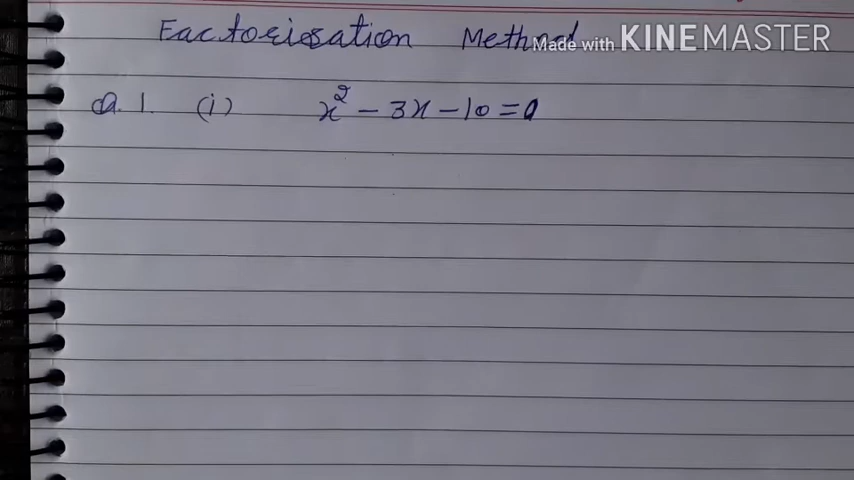 Factorisation Method
Made with KINEMASTER
Q.1. (i) x² - 3x - 10 = 0